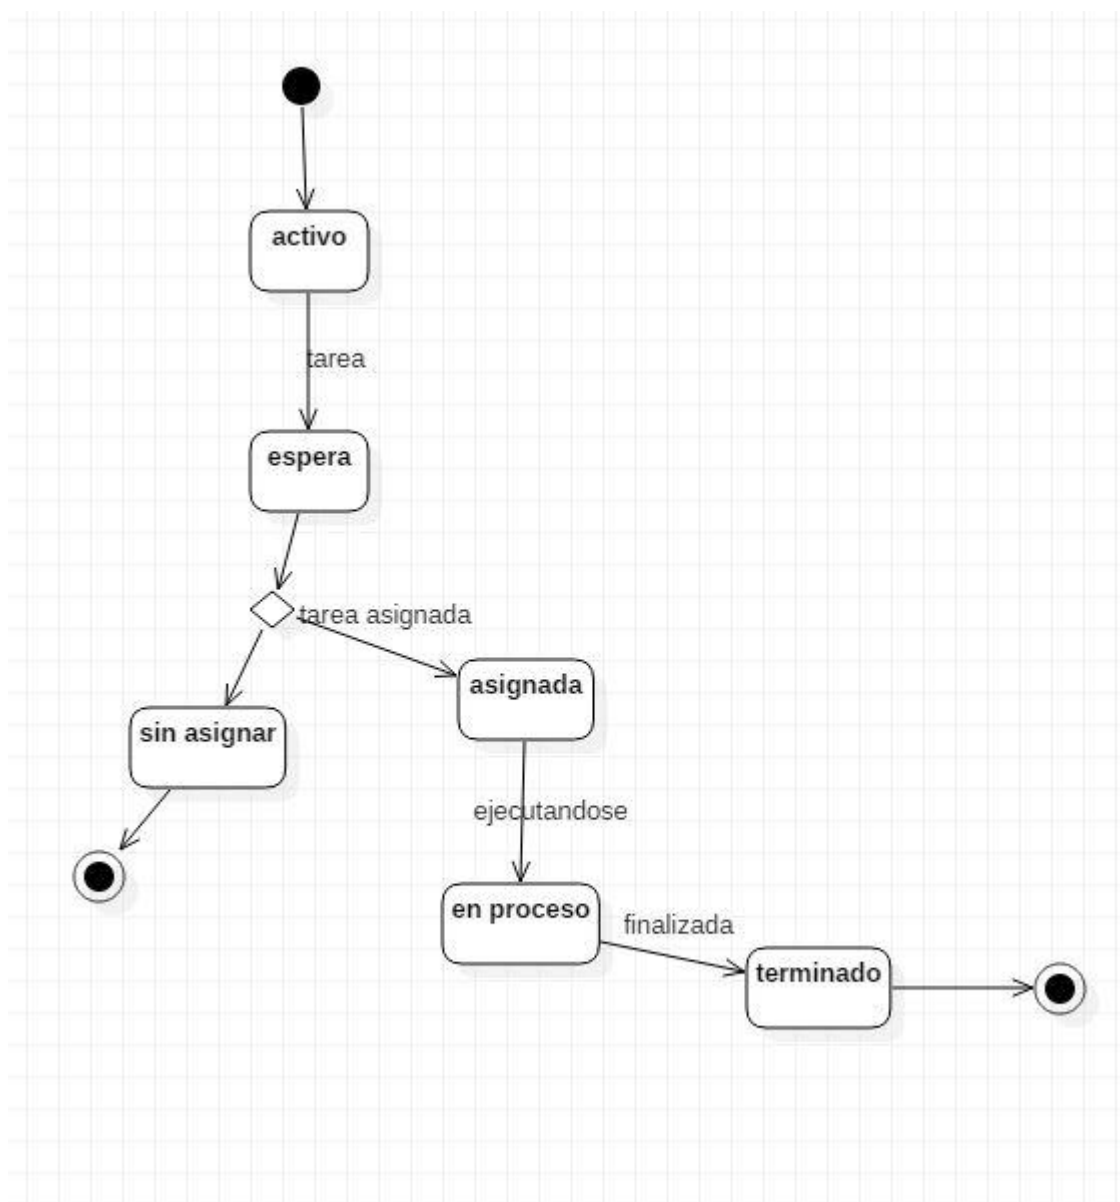 activo
tarea
espera
tarea asignada
asignada
sin asignar
ejecutandose
en proceso
finalizada
terminado